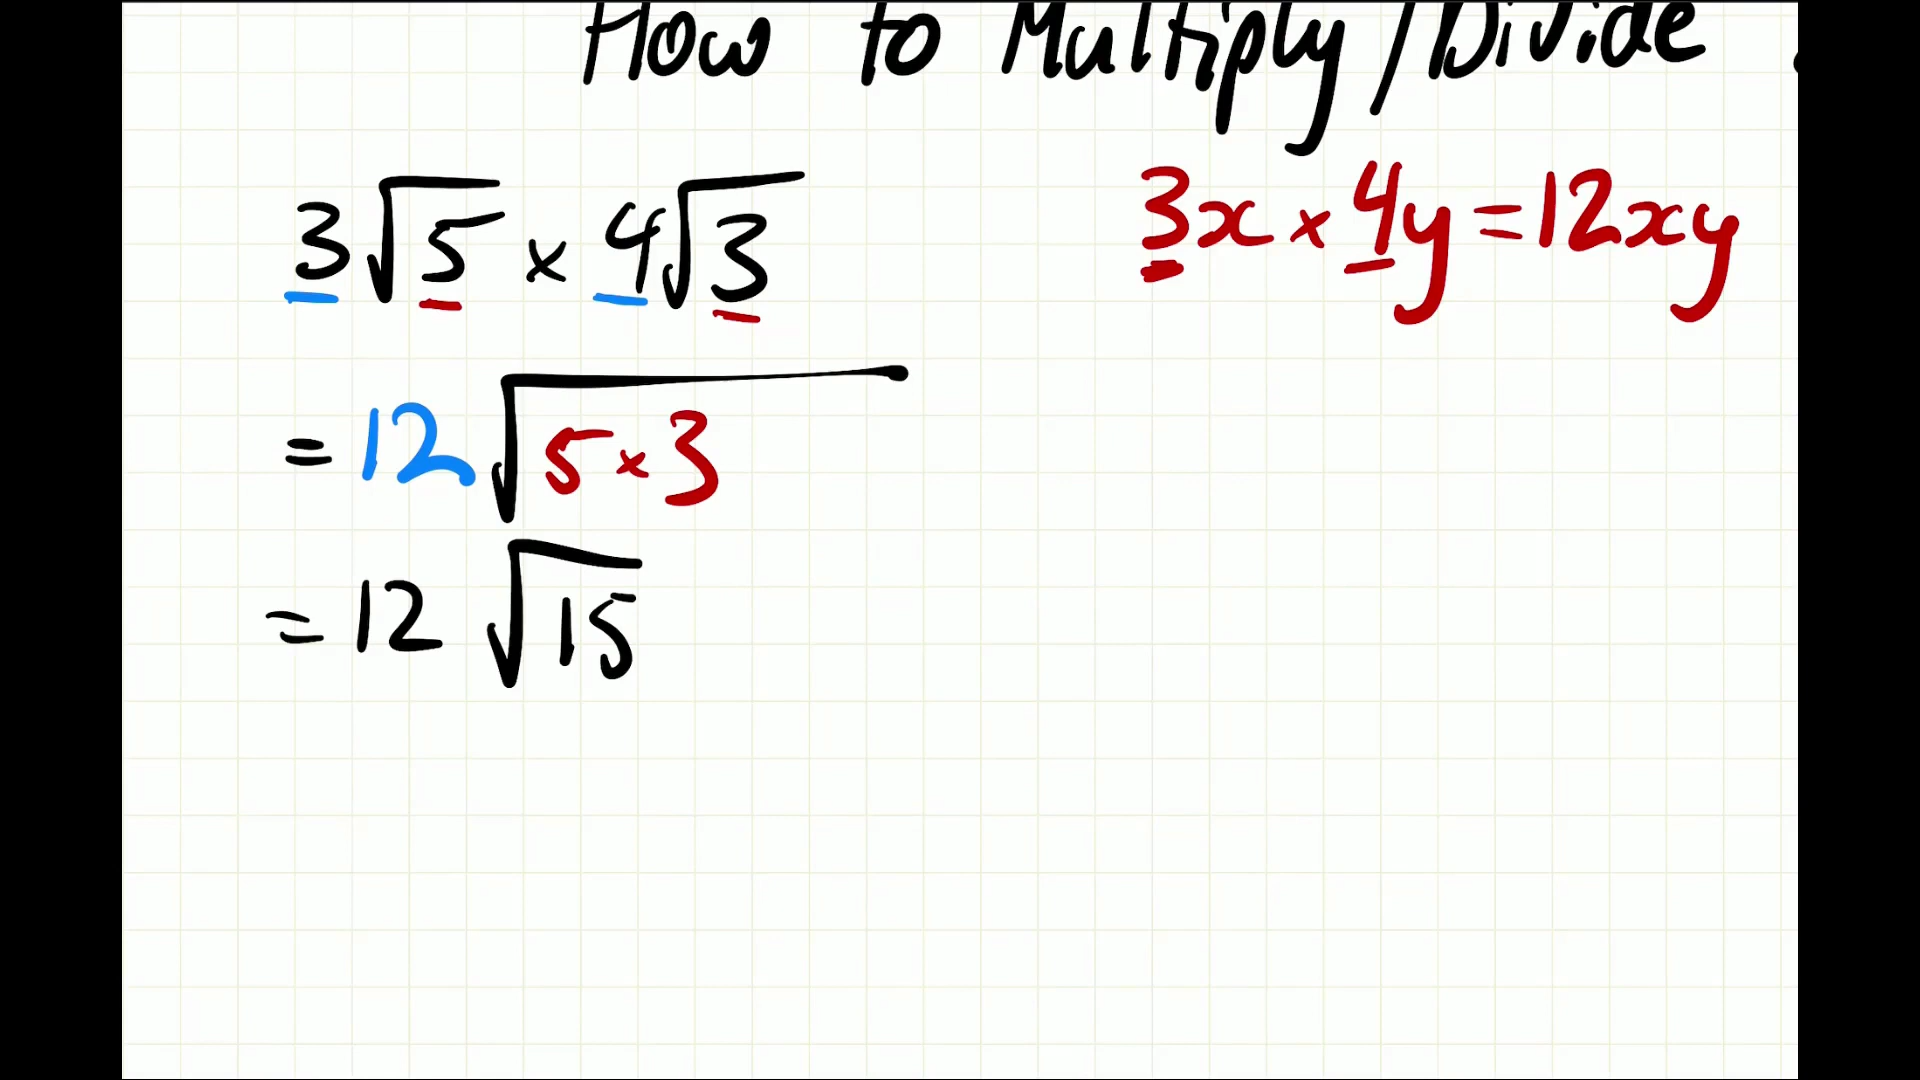 How to Multiply/Divide
3√5 × 4√3
3x × 4y = 12xy
= 12√5 × 3
= 12√15